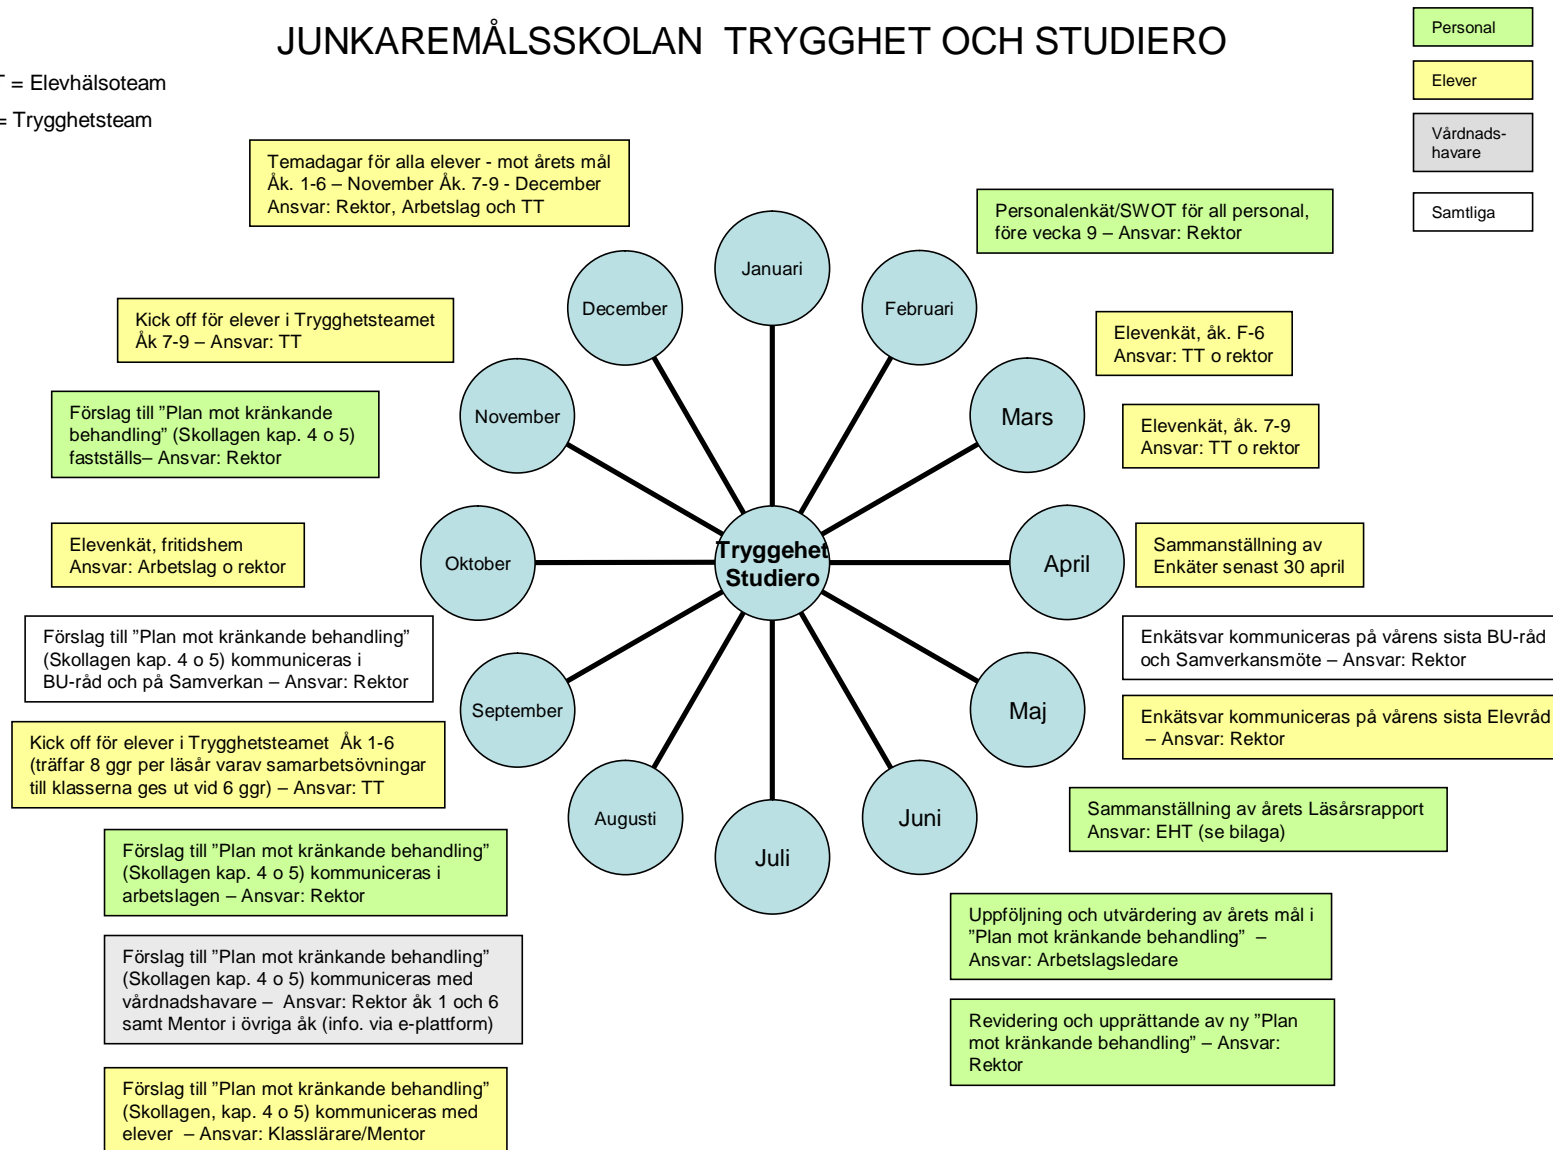 JUNKAREMÅLSSKOLAN TRYGGHET OCH STUDIERO
T = Elevhälsoteam
= Trygghetsteam
Personal
Elever
Vårdnads-
havare
Samtliga
Temadagar för alla elever - mot årets mål
Åk. 1-6 – November Åk. 7-9 - December
Ansvar: Rektor, Arbetslag och TT
Personalenkät/SWOT för all personal,
före vecka 9 – Ansvar: Rektor
Januari
December
Februari
Kick off för elever i Trygghetsteamet
Åk 7-9 – Ansvar: TT
Elevenkät, åk. F-6
Ansvar: TT o rektor
November
Mars
Förslag till ”Plan mot kränkande
behandling” (Skollagen kap. 4 o 5)
fastställs– Ansvar: Rektor
Elevenkät, åk. 7-9
Ansvar: TT o rektor
Elevenkät, fritidshem
Ansvar: Arbetslag o rektor
Oktober
Tryggehet
Studiero
April
Sammanställning av
Enkäter senast 30 april
Förslag till ”Plan mot kränkande behandling”
(Skollagen kap. 4 o 5) kommuniceras i
BU-råd och på Samverkan – Ansvar: Rektor
Enkätsvar kommuniceras på vårens sista BU-råd
och Samverkansmöte – Ansvar: Rektor
September
Maj
Enkätsvar kommuniceras på vårens sista Elevråd
– Ansvar: Rektor
Kick off för elever i Trygghetsteamet Åk 1-6
(träffar 8 ggr per läsår varav samarbetsövningar
till klasserna ges ut vid 6 ggr) – Ansvar: TT
Augusti
Juni
Juli
Sammanställning av årets Läsårsrapport
Ansvar: EHT (se bilaga)
Förslag till ”Plan mot kränkande behandling”
(Skollagen kap. 4 o 5) kommuniceras i
arbetslagen – Ansvar: Rektor
Uppföljning och utvärdering av årets mål i
”Plan mot kränkande behandling” –
Ansvar: Arbetslagsledare
Förslag till ”Plan mot kränkande behandling”
(Skollagen kap. 4 o 5) kommuniceras med
vårdnadshavare – Ansvar: Rektor åk 1 och 6
samt Mentor i övriga åk (info. via e-plattform)
Revidering och upprättande av ny ”Plan
mot kränkande behandling” – Ansvar:
Rektor
Förslag till ”Plan mot kränkande behandling”
(Skollagen, kap. 4 o 5) kommuniceras med
elever – Ansvar: Klasslärare/Mentor